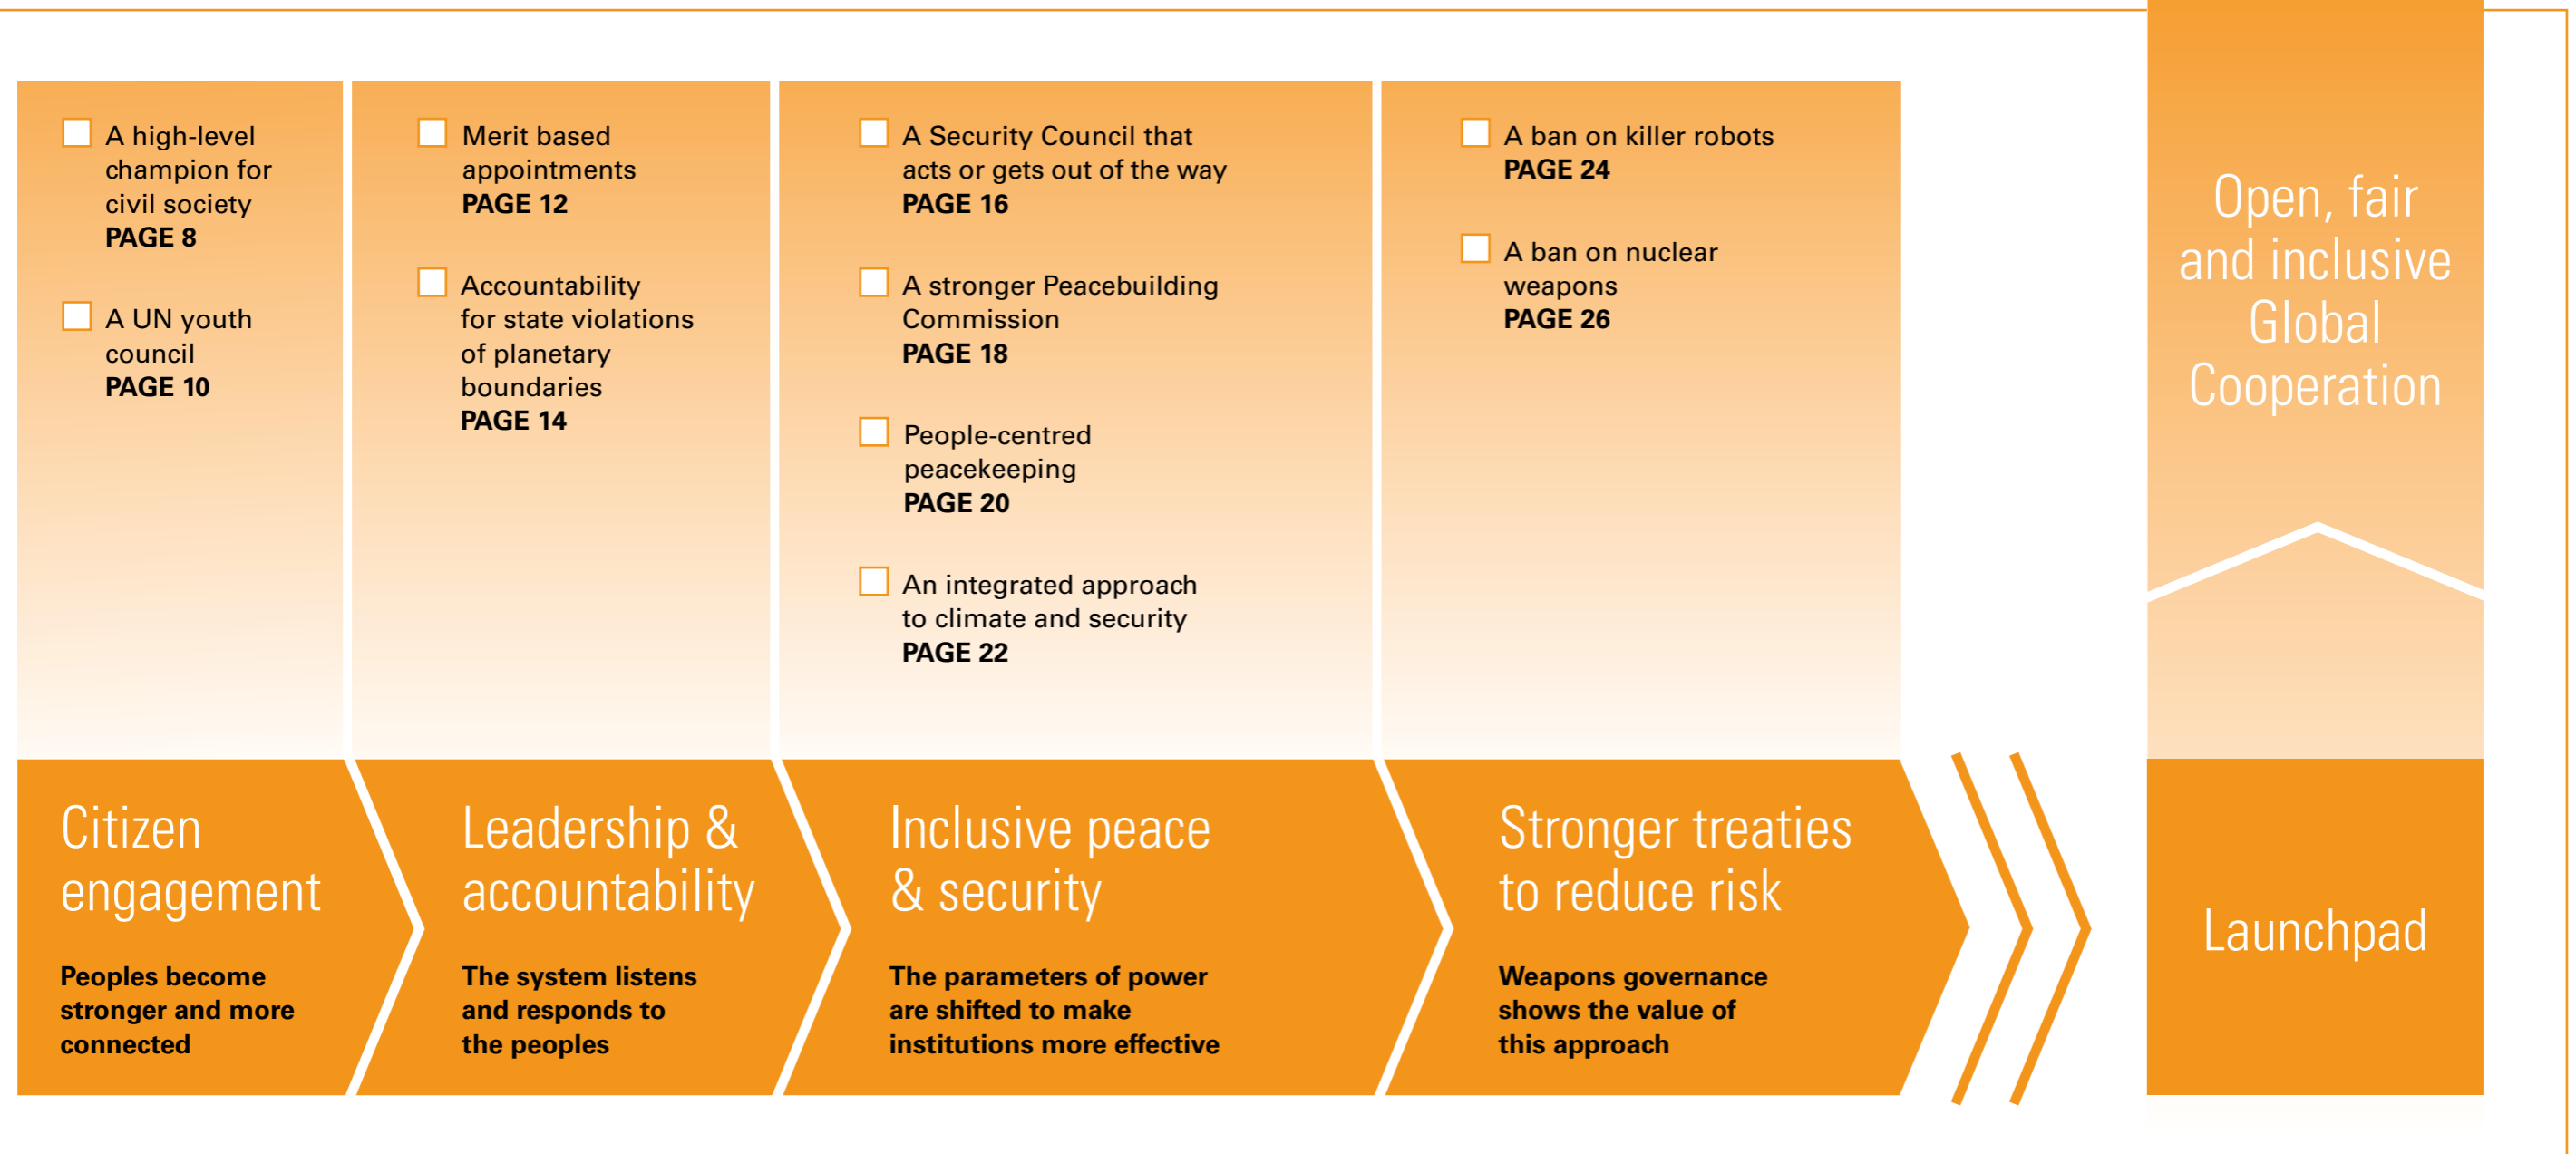 A high-level
champion for
civil society
PAGE 8
A UN youth
council
PAGE 10
Merit based
appointments
PAGE 12
Accountability
for state violations
of planetary
boundaries
PAGE 14
A Security Council that
acts or gets out of the way
PAGE 16
A stronger Peacebuilding
Commission
PAGE 18
People-centred
peacekeeping
PAGE 20
An integrated approach
to climate and security
PAGE 22
A ban on killer robots
PAGE 24
A ban on nuclear
weapons
PAGE 26
Open, fair
and inclusive
Global
Cooperation
Citizen
engagement
Peoples become
stronger and more
connected
Leadership &
accountability
The system listens
and responds to
the peoples
Inclusive peace
& security
The parameters of power
are shifted to make
institutions more effective
Stronger treaties
to reduce risk
Weapons governance
shows the value of
this approach
Launchpad